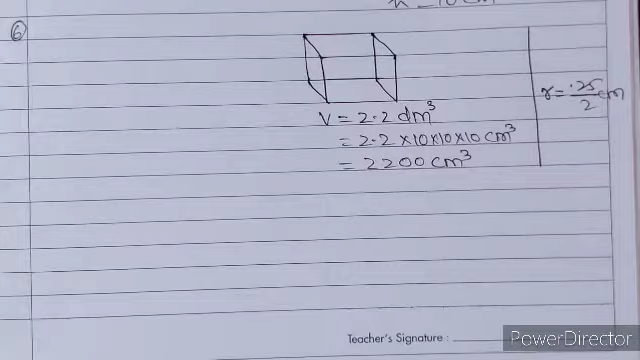 6
V = 2.2 dm³
= 2.2 ×10×10×10 cm³
= 2200 cm³
r = .25/2 cm
Teacher's Signature :
PowerDirector